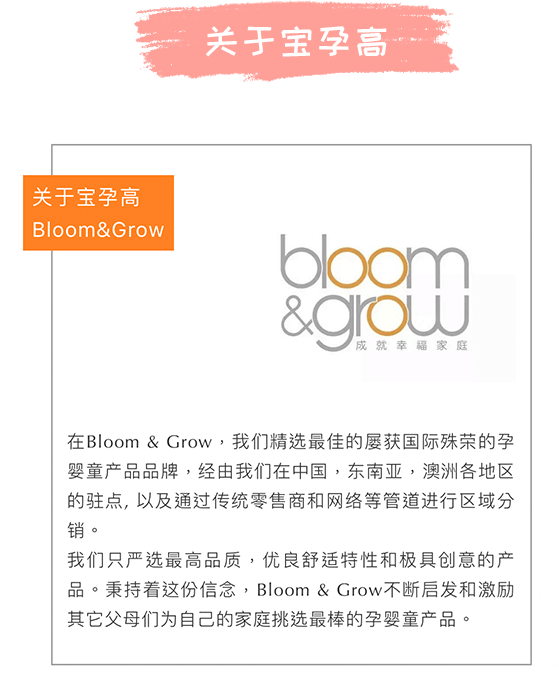 关于宝孕高
关于宝孕高
Bloom&Grow
bloom
&grow
成就幸福家庭
在Bloom & Grow，我们精选最佳的屡获国际殊荣的孕
婴童产品品牌，经由我们在中国，东南亚，澳洲各地区
的驻点, 以及通过传统零售商和网络等管道进行区域分
销。
我们只严选最高品质，优良舒适特性和极具创意的产
品。秉持着这份信念，Bloom & Grow不断启发和激励
其它父母们为自己的家庭挑选最棒的孕婴童产品。